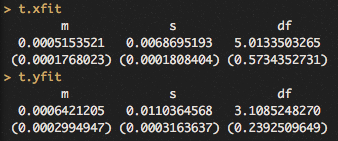 > t.xfit
m s df
0.0005153521 0.0068695193 5.0133503265
(0.0001768023) (0.0001808404) (0.5734352731)
> t.yfit
m s df
0.0006421205 0.0110364568 3.1085248270
(0.0002994947) (0.0003163637) (0.2392509649)